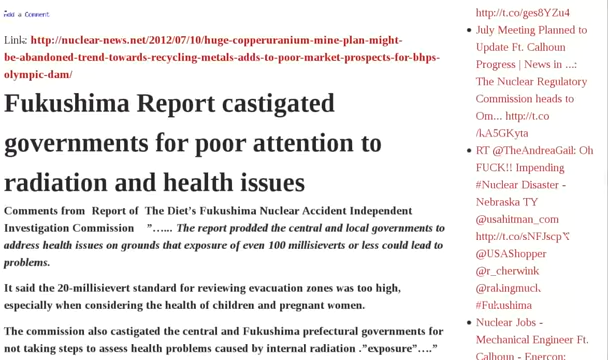 Add a Comment
Link: http://nuclear-news.net/2012/07/10/huge-copperuranium-mine-plan-might-
be-abandoned-trend-towards-recycling-metals-adds-to-poor-market-prospects-for-bhps-
olympic-dam/
Fukushima Report castigated
governments for poor attention to
radiation and health issues
Comments from Report of The Diet's Fukushima Nuclear Accident Independent
Investigation Commission "…... The report prodded the central and local governments to
address health issues on grounds that exposure of even 100 millisieverts or less could lead to
problems.
It said the 20-millisievert standard for reviewing evacuation zones was too high,
especially when considering the health of children and pregnant women.
The commission also castigated the central and Fukushima prefectural governments for
not taking steps to assess health problems caused by internal radiation ."exposure"…."
http://t.co/ges8YZu4
July Meeting Planned to
Update Ft. Calhoun
Progress | News in ...:
The Nuclear Regulatory
Commission heads to
Om... http://t.co
/kA5GKyta
RT @TheAndreaGail: Oh
FUCK!! Impending
#Nuclear Disaster -
Nebraska TY
@usahitman_com
http://t.co/sNFJscpX
@USAShopper
@r_cherwink
@rakingmuck
#Fukushima
Nuclear Jobs -
Mechanical Engineer Ft.
Calhoun - Enercon: